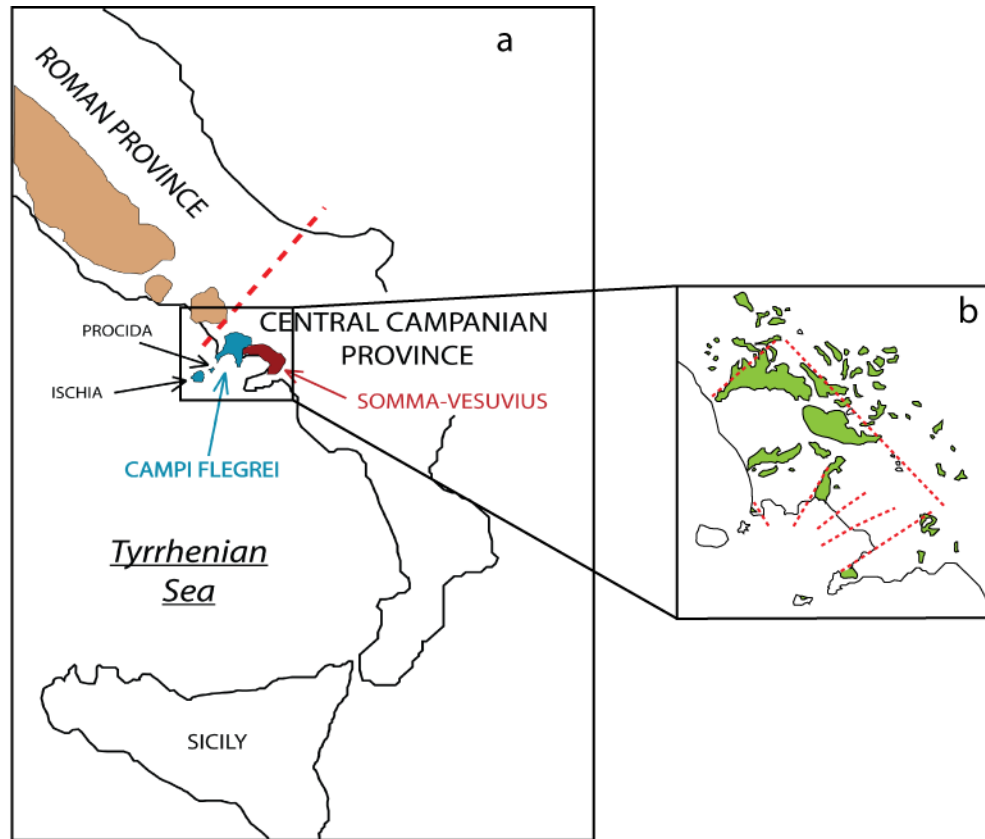 a
ROMAN PROVINCE
PROCIDA
CENTRAL CAMPANIAN
PROVINCE
ISCHIA
SOMMA-VESUVIUS
CAMPI FLEGREI
Tyrrhenian
Sea
SICILY
b